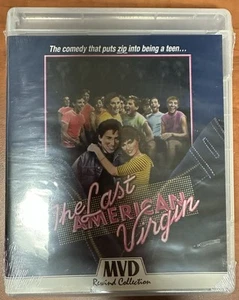 The comedy that puts zip into being a teen...
The Last
AMERICAN
Virgin
MVD
Rewind Collection